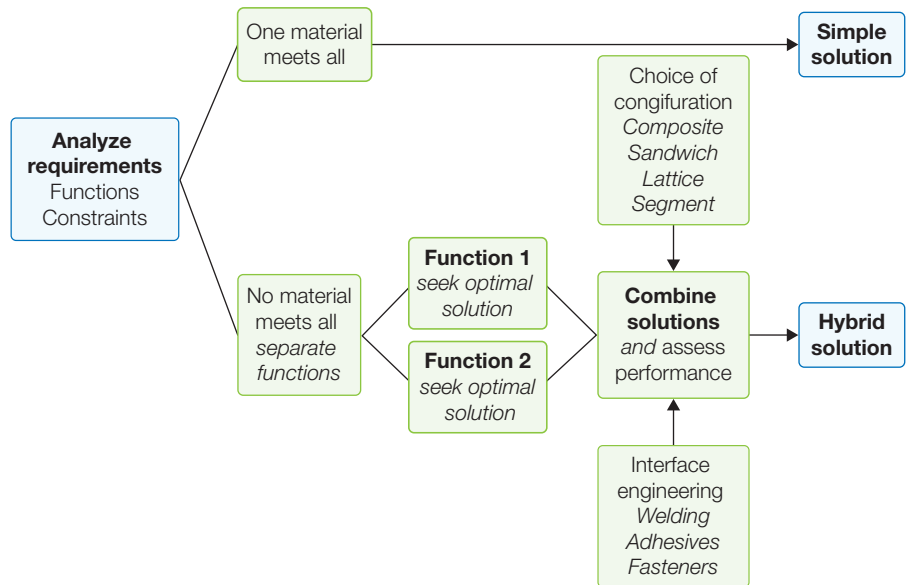 One material
meets all
Simple
solution
Choice of
congifuration
Composite
Sandwich
Lattice
Segment
Analyze
requirements
Functions
Constraints
No material
meets all
separate
functions
Function 1
seek optimal
solution
Function 2
seek optimal
solution
Combine
solutions
and assess
performance
Hybrid
solution
Interface
engineering
Welding
Adhesives
Fasteners